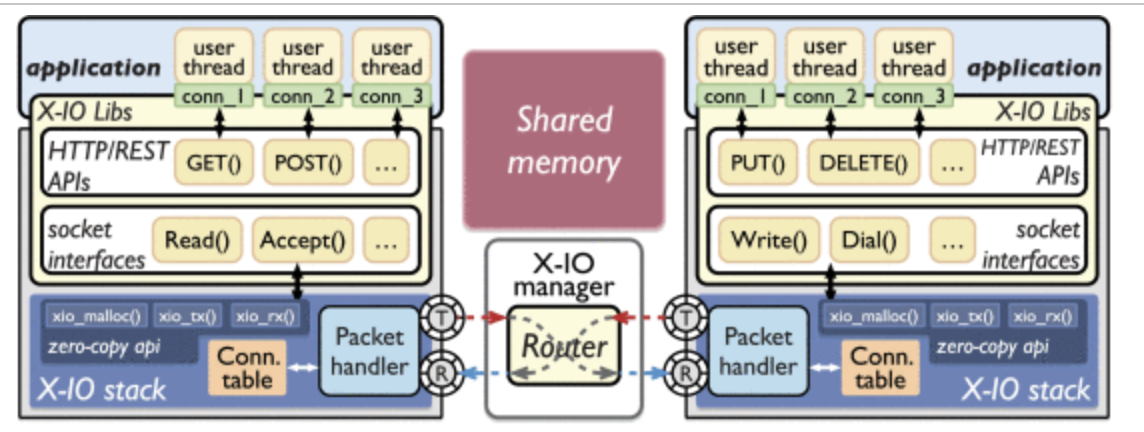 application
user
thread
user
thread
user
thread
conn_1
conn_2
conn_3
X-IO Libs
HTTP/REST
APIs
GET()
POST()
...
socket
interfaces
Read()
Accept()
...
xio_malloc()
xio_tx()
xio_rx()
zero-copy api
Conn.
table
Packet
handler
X-IO stack
T
R
Shared
memory
X-IO
manager
Router
user
thread
user
thread
user
thread
application
conn_1
conn_2
conn_3
X-IO Libs
PUT()
DELETE()
...
HTTP/REST
APIs
Write()
Dial()
...
socket
interfaces
T
R
Packet
handler
xio_malloc()
xio_tx()
xio_rx()
zero-copy api
Conn.
table
X-IO stack